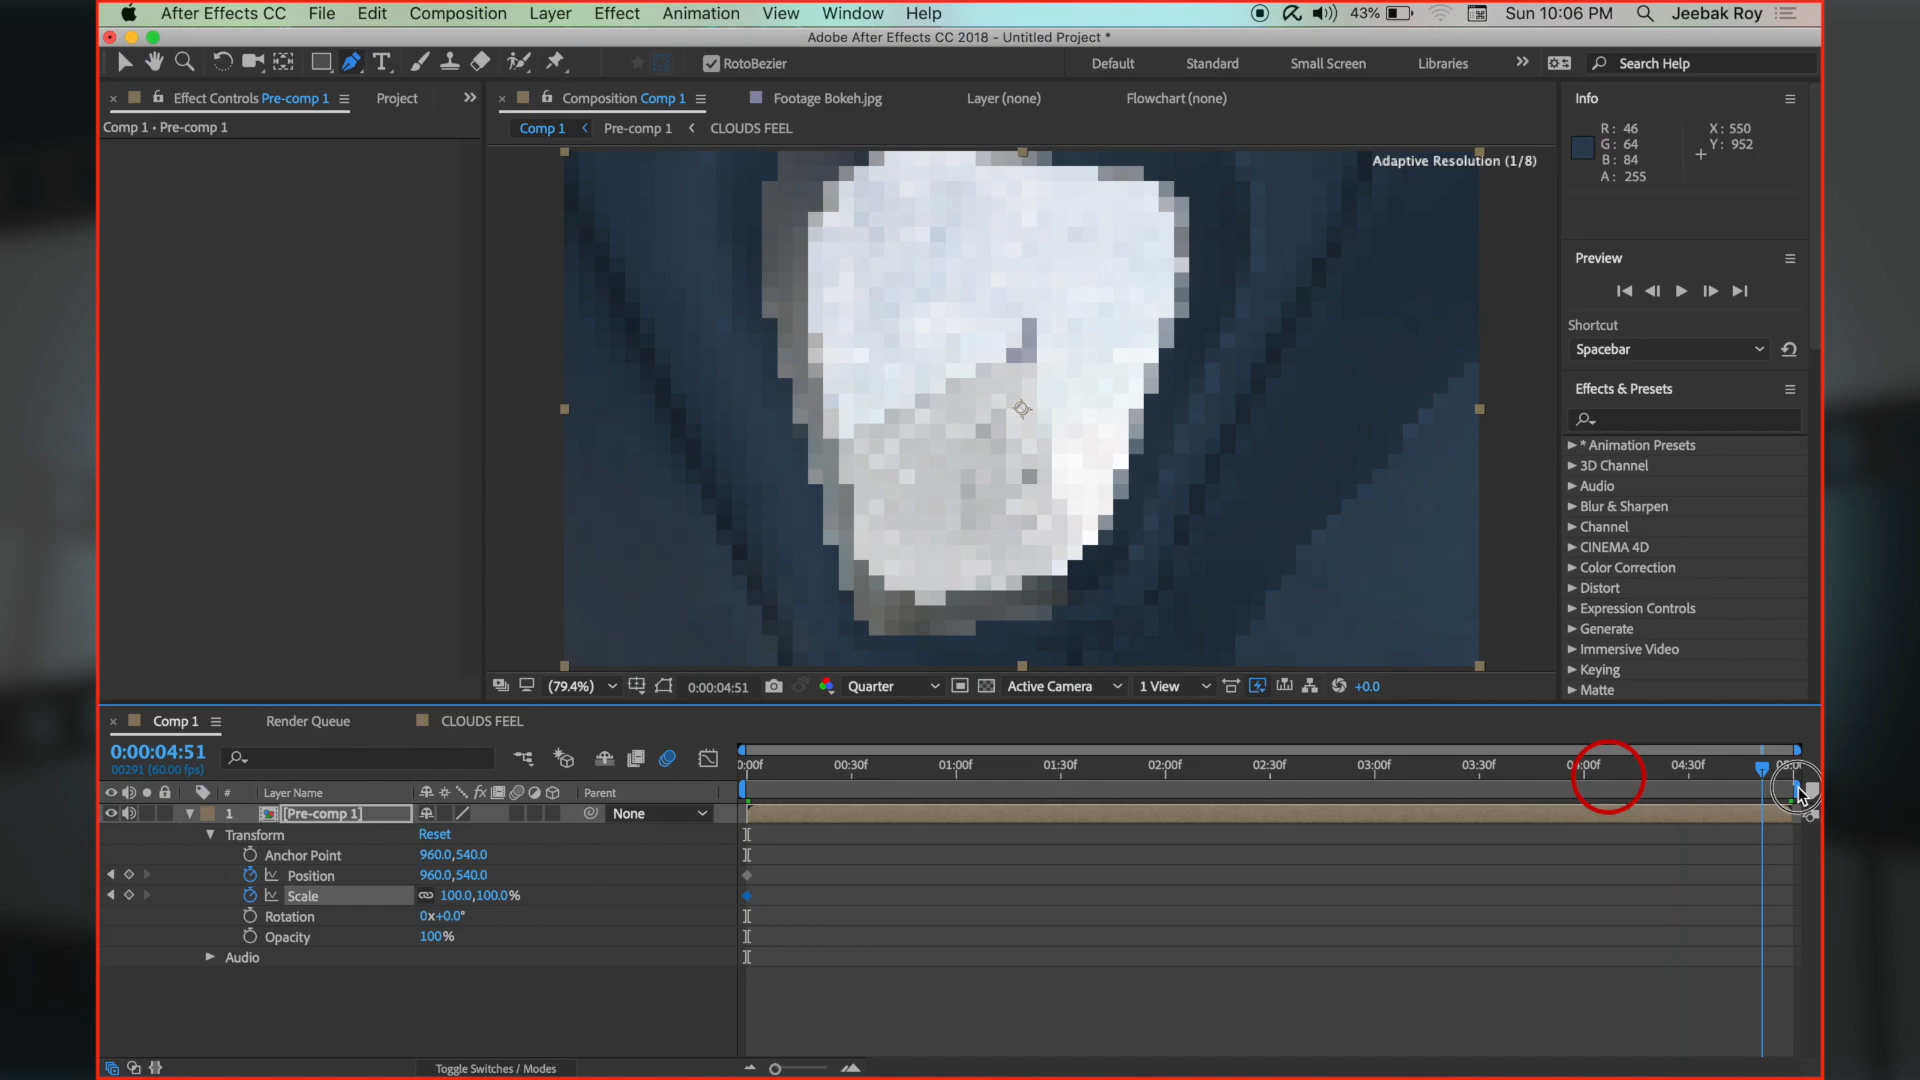 After Effects CC File Edit Composition Layer Effect Animation View Window Help 43% Sun 10:06 PM Jeebak Roy
Adobe After Effects CC 2018 - Untitled Project *
RotoBezier Default Standard Small Screen Libraries Search Help
Effect Controls Pre-comp 1 Project Composition Comp 1 Footage Bokeh.jpg Layer (none) Flowchart (none) Info
Comp 1 • Pre-comp 1 Comp 1 Pre-comp 1 CLOUDS FEEL
R: 46 X: 550
G: 64 Y: 952
B: 84
A: 255
Adaptive Resolution (1/8)
Preview
Shortcut
Spacebar
Effects & Presets
* Animation Presets
3D Channel
Audio
Blur & Sharpen
Channel
CINEMA 4D
Color Correction
Distort
Expression Controls
Generate
Immersive Video
Keying
Matte
(79.4%) 0:00:04:51 Quarter Active Camera 1 View +0.0
Comp 1 Render Queue CLOUDS FEEL
0:00:04:51
00291 (60.00 fps)
00:30f 01:00f 01:30f 02:00f 02:30f 03:00f 03:30f 04:00f 04:30f
# Layer Name fx Parent
1 [Pre-comp 1] None
Transform Reset
Anchor Point 960.0,540.0
Position 960.0,540.0
Scale 100.0,100.0%
Rotation 0x+0.0°
Opacity 100%
Audio
Toggle Switches / Modes